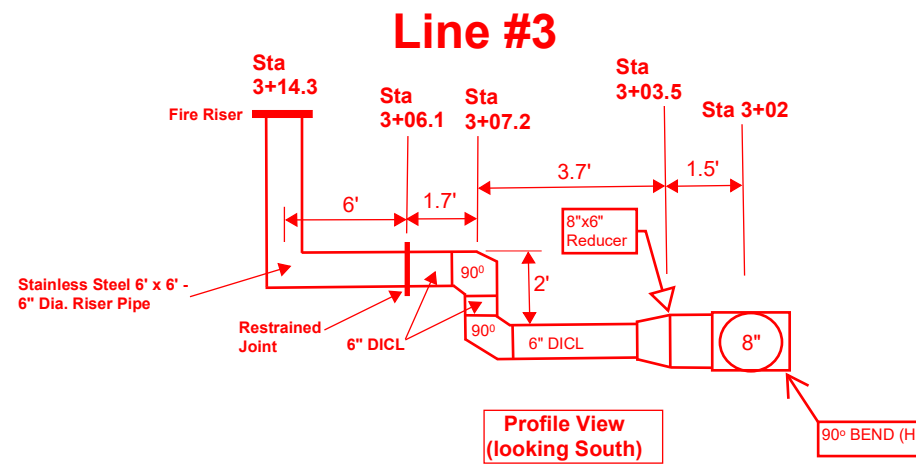 Line #3
Sta
3+14.3
Fire Riser
Sta
3+06.1
Sta
3+07.2
Sta
3+03.5
Sta 3+02
6'
1.7'
3.7'
1.5'
8"x6"
Reducer
2'
Stainless Steel 6' x 6' -
6" Dia. Riser Pipe
Restrained
Joint
6" DICL
90⁰
90⁰
6" DICL
8"
Profile View
(looking South)
90º BEND (H